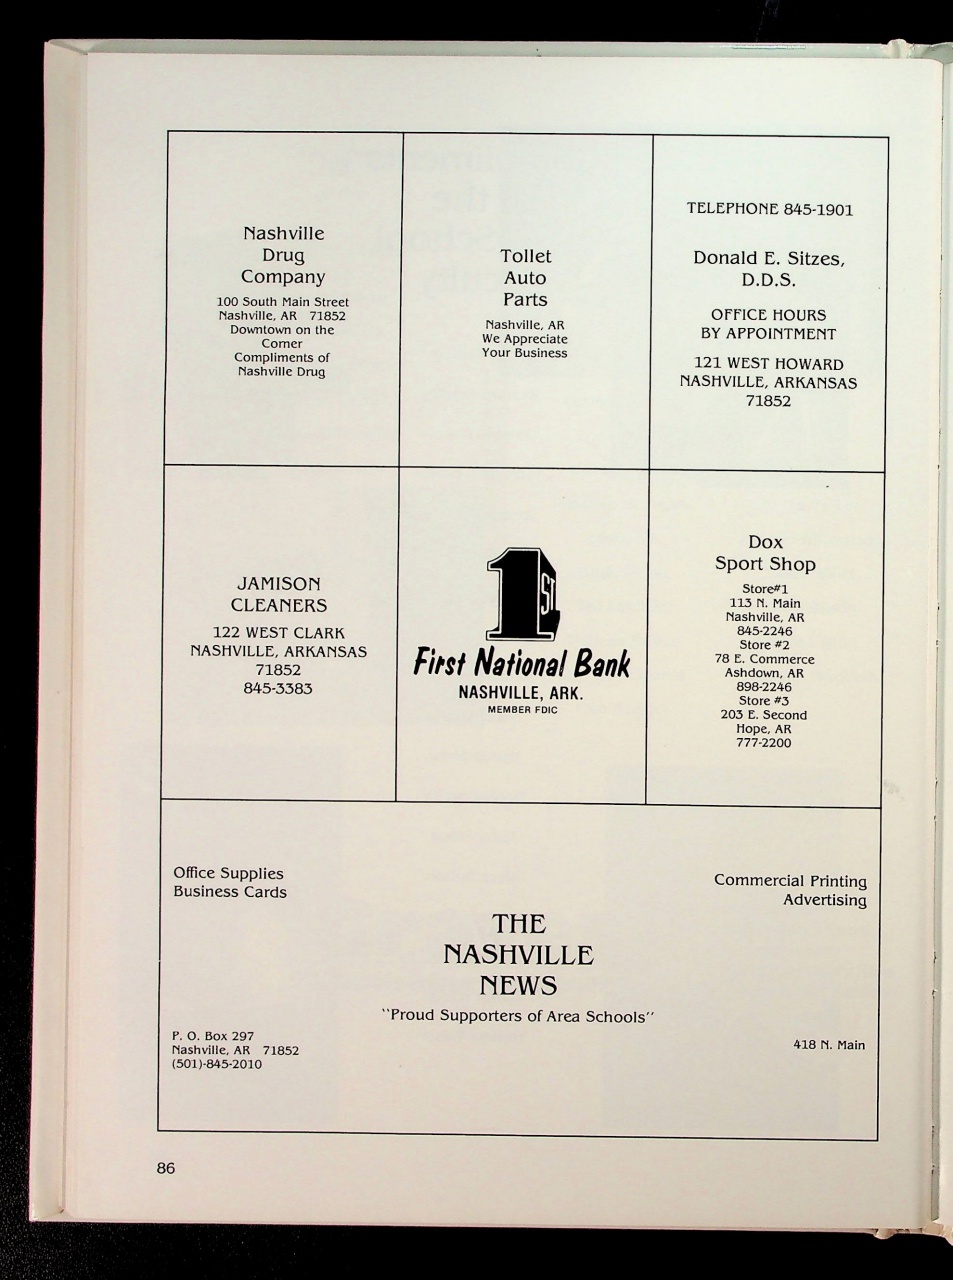 Nashville
Drug
Company
100 South Main Street
Nashville, AR 71852
Downtown on the
Corner
Compliments of
Nashville Drug
Tollet
Auto
Parts
Nashville, AR
We Appreciate
Your Business
TELEPHONE 845-1901
Donald E. Sitzes,
D.D.S.
OFFICE HOURS
BY APPOINTMENT
121 WEST HOWARD
NASHVILLE, ARKANSAS
71852
JAMISON
CLEANERS
122 WEST CLARK
NASHVILLE, ARKANSAS
71852
845-3383
1ST
First National Bank
NASHVILLE, ARK.
MEMBER FDIC
Dox
Sport Shop
Store#1
113 N. Main
Nashville, AR
845-2246
Store #2
78 E. Commerce
Ashdown, AR
898-2246
Store #3
203 E. Second
Hope, AR
777-2200
Office Supplies
Business Cards
Commercial Printing
Advertising
THE
NASHVILLE
NEWS
"Proud Supporters of Area Schools"
P. O. Box 297
Nashville, AR 71852
(501)-845-2010
418 N. Main
86